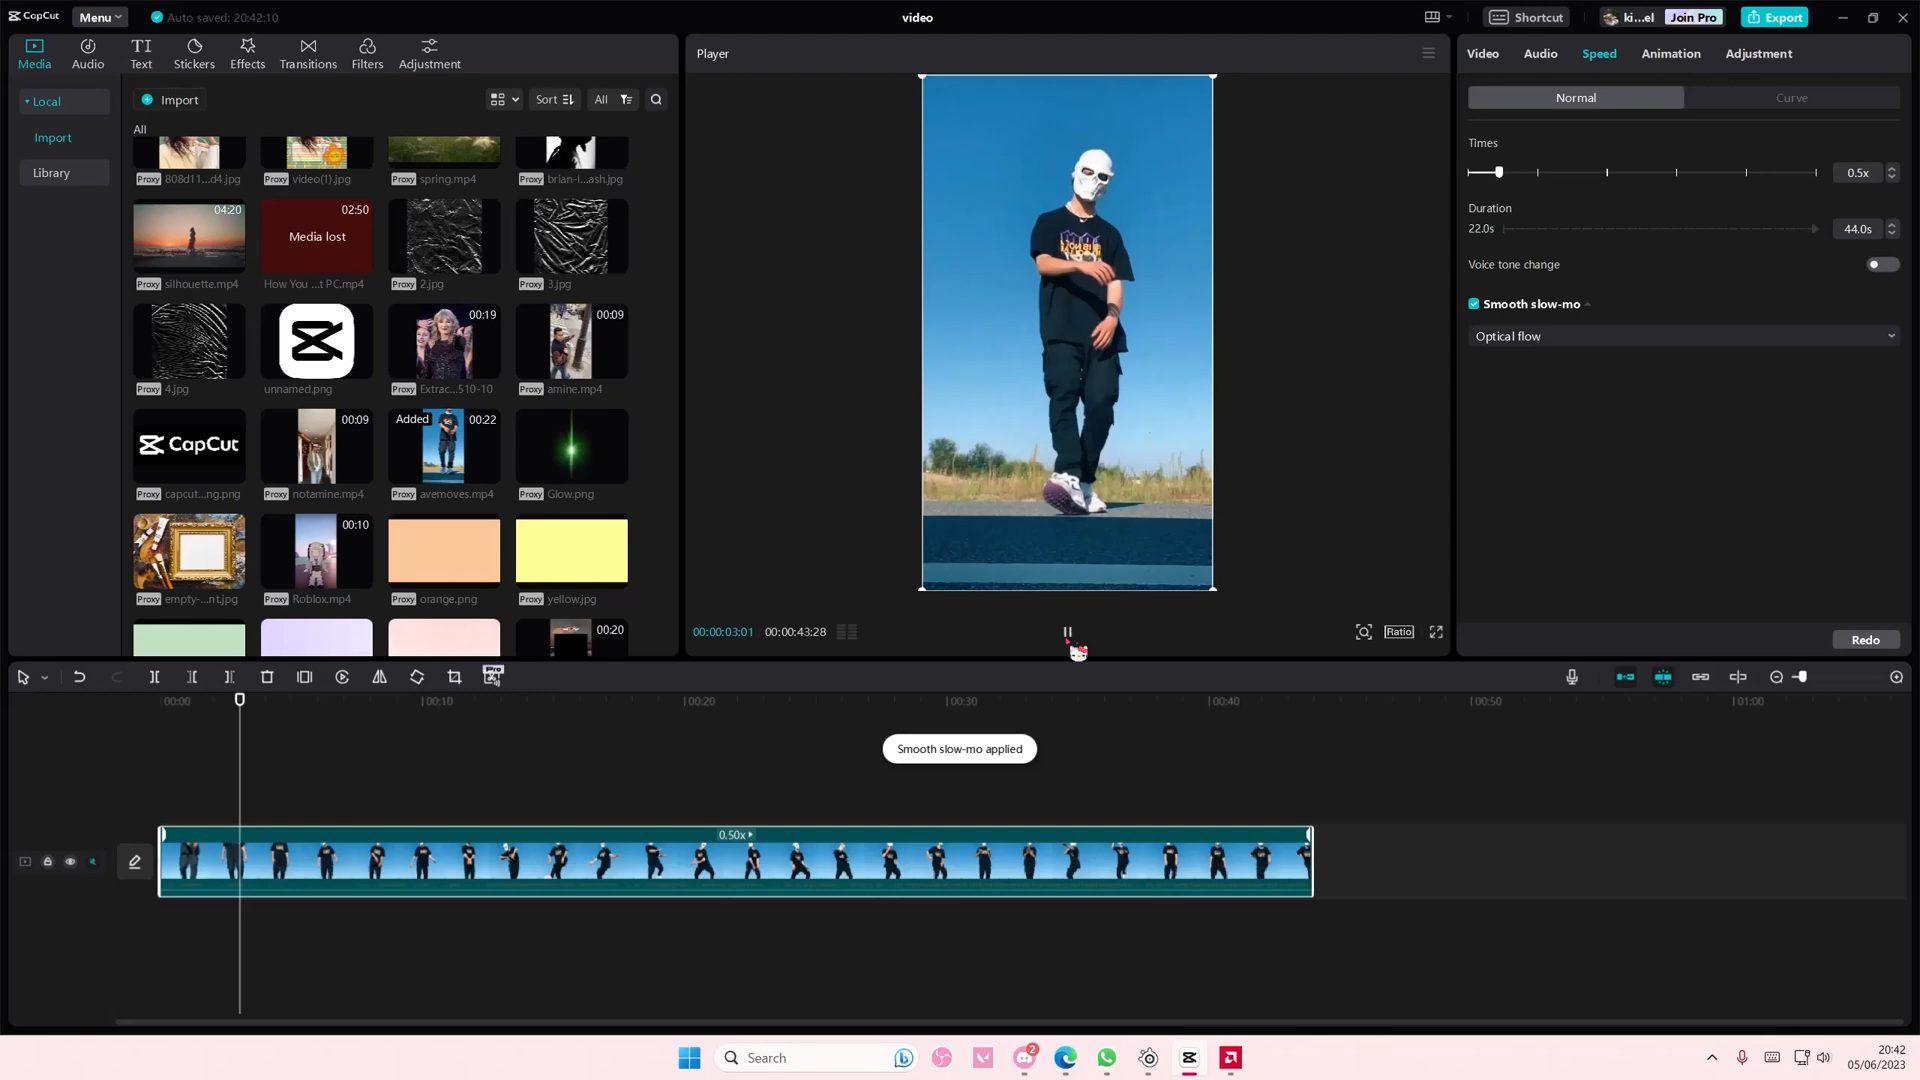 CapCut
Menu
Auto saved: 20:42:10
video
Shortcut
ki...el
Join Pro
Export
Media
Audio
Text
Stickers
Effects
Transitions
Filters
Adjustment
Local
Import
Library
Import
Sort
All
All
Proxy 808d11...d4.jpg
Proxy video(1).jpg
Proxy spring.mp4
Proxy brian-l...ash.jpg
04:20
02:50
Media lost
Proxy silhouette.mp4
How You ...t PC.mp4
Proxy 2.jpg
Proxy 3.jpg
00:19
00:09
Proxy 4.jpg
unnamed.png
Proxy Extrac...510-10
Proxy amine.mp4
CapCut
00:09
Added 00:22
Proxy capcut...ng.png
Proxy notamine.mp4
Proxy avemoves.mp4
Proxy Glow.png
00:10
Proxy empty-...nt.jpg
Proxy Roblox.mp4
Proxy orange.png
Proxy yellow.jpg
00:20
Player
00:00:03:01
00:00:43:28
Ratio
Video
Audio
Speed
Animation
Adjustment
Normal
Curve
Times
0.5x
Duration
22.0s
44.0s
Voice tone change
Smooth slow-mo
Optical flow
Redo
Pro
00:00
00:10
00:20
00:30
00:40
00:50
01:00
Smooth slow-mo applied
0.50x
Search
2
20:42
05/06/2023